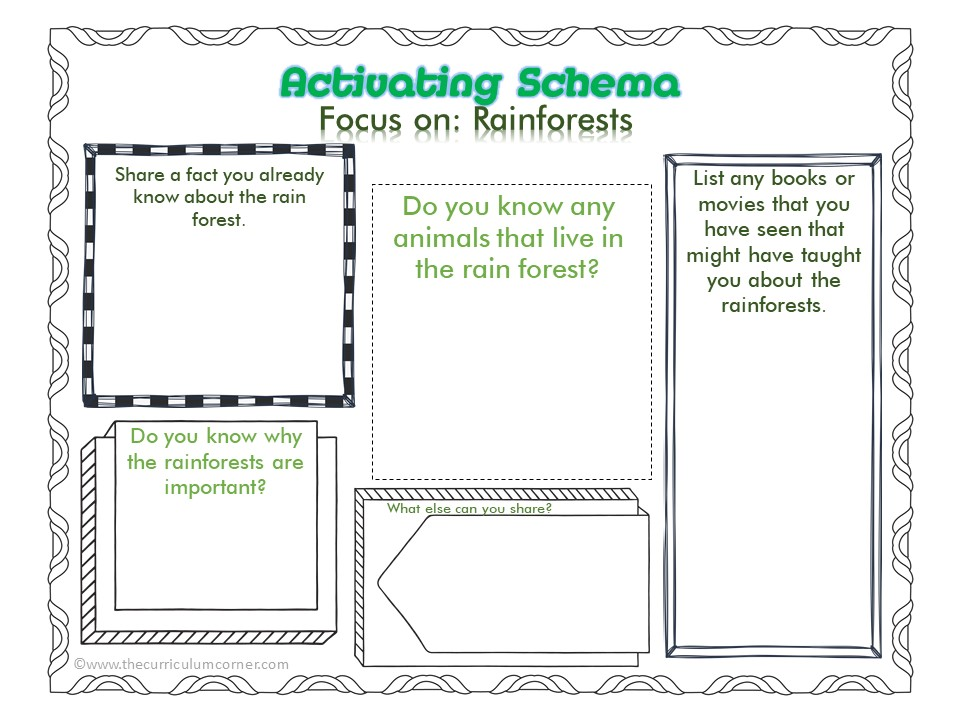 Activating Schema
Focus on: Rainforests
Share a fact you already
know about the rain
forest.
Do you know any
animals that live in
the rain forest?
List any books or
movies that you
have seen that
might have taught
you about the
rainforests.
Do you know why
the rainforests are
important?
What else can you share?
©www.thecurriculumcorner.com